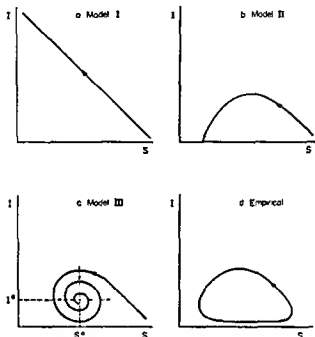 a Model I
I
S
b Model II
I
S
c Model III
I
I*
S*
S
d Empirical
I
S